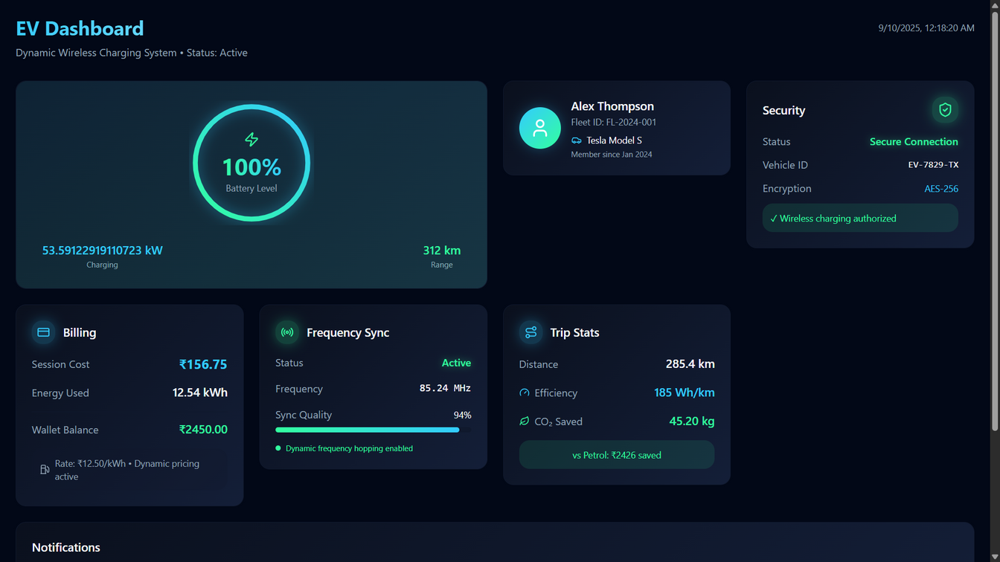 EV Dashboard
Dynamic Wireless Charging System • Status: Active
9/10/2025, 12:18:20 AM
100%
Battery Level
53.59122919110723 kW
Charging
312 km
Range
Alex Thompson
Fleet ID: FL-2024-001
Tesla Model S
Member since Jan 2024
Security
Status
Secure Connection
Vehicle ID
EV-7829-TX
Encryption
AES-256
✓ Wireless charging authorized
Billing
Session Cost
₹156.75
Energy Used
12.54 kWh
Wallet Balance
₹2450.00
Rate: ₹12.50/kWh • Dynamic pricing
active
Frequency Sync
Status
Active
Frequency
85.24 MHz
Sync Quality
94%
Dynamic frequency hopping enabled
Trip Stats
Distance
285.4 km
Efficiency
185 Wh/km
CO₂ Saved
45.20 kg
vs Petrol: ₹2426 saved
Notifications